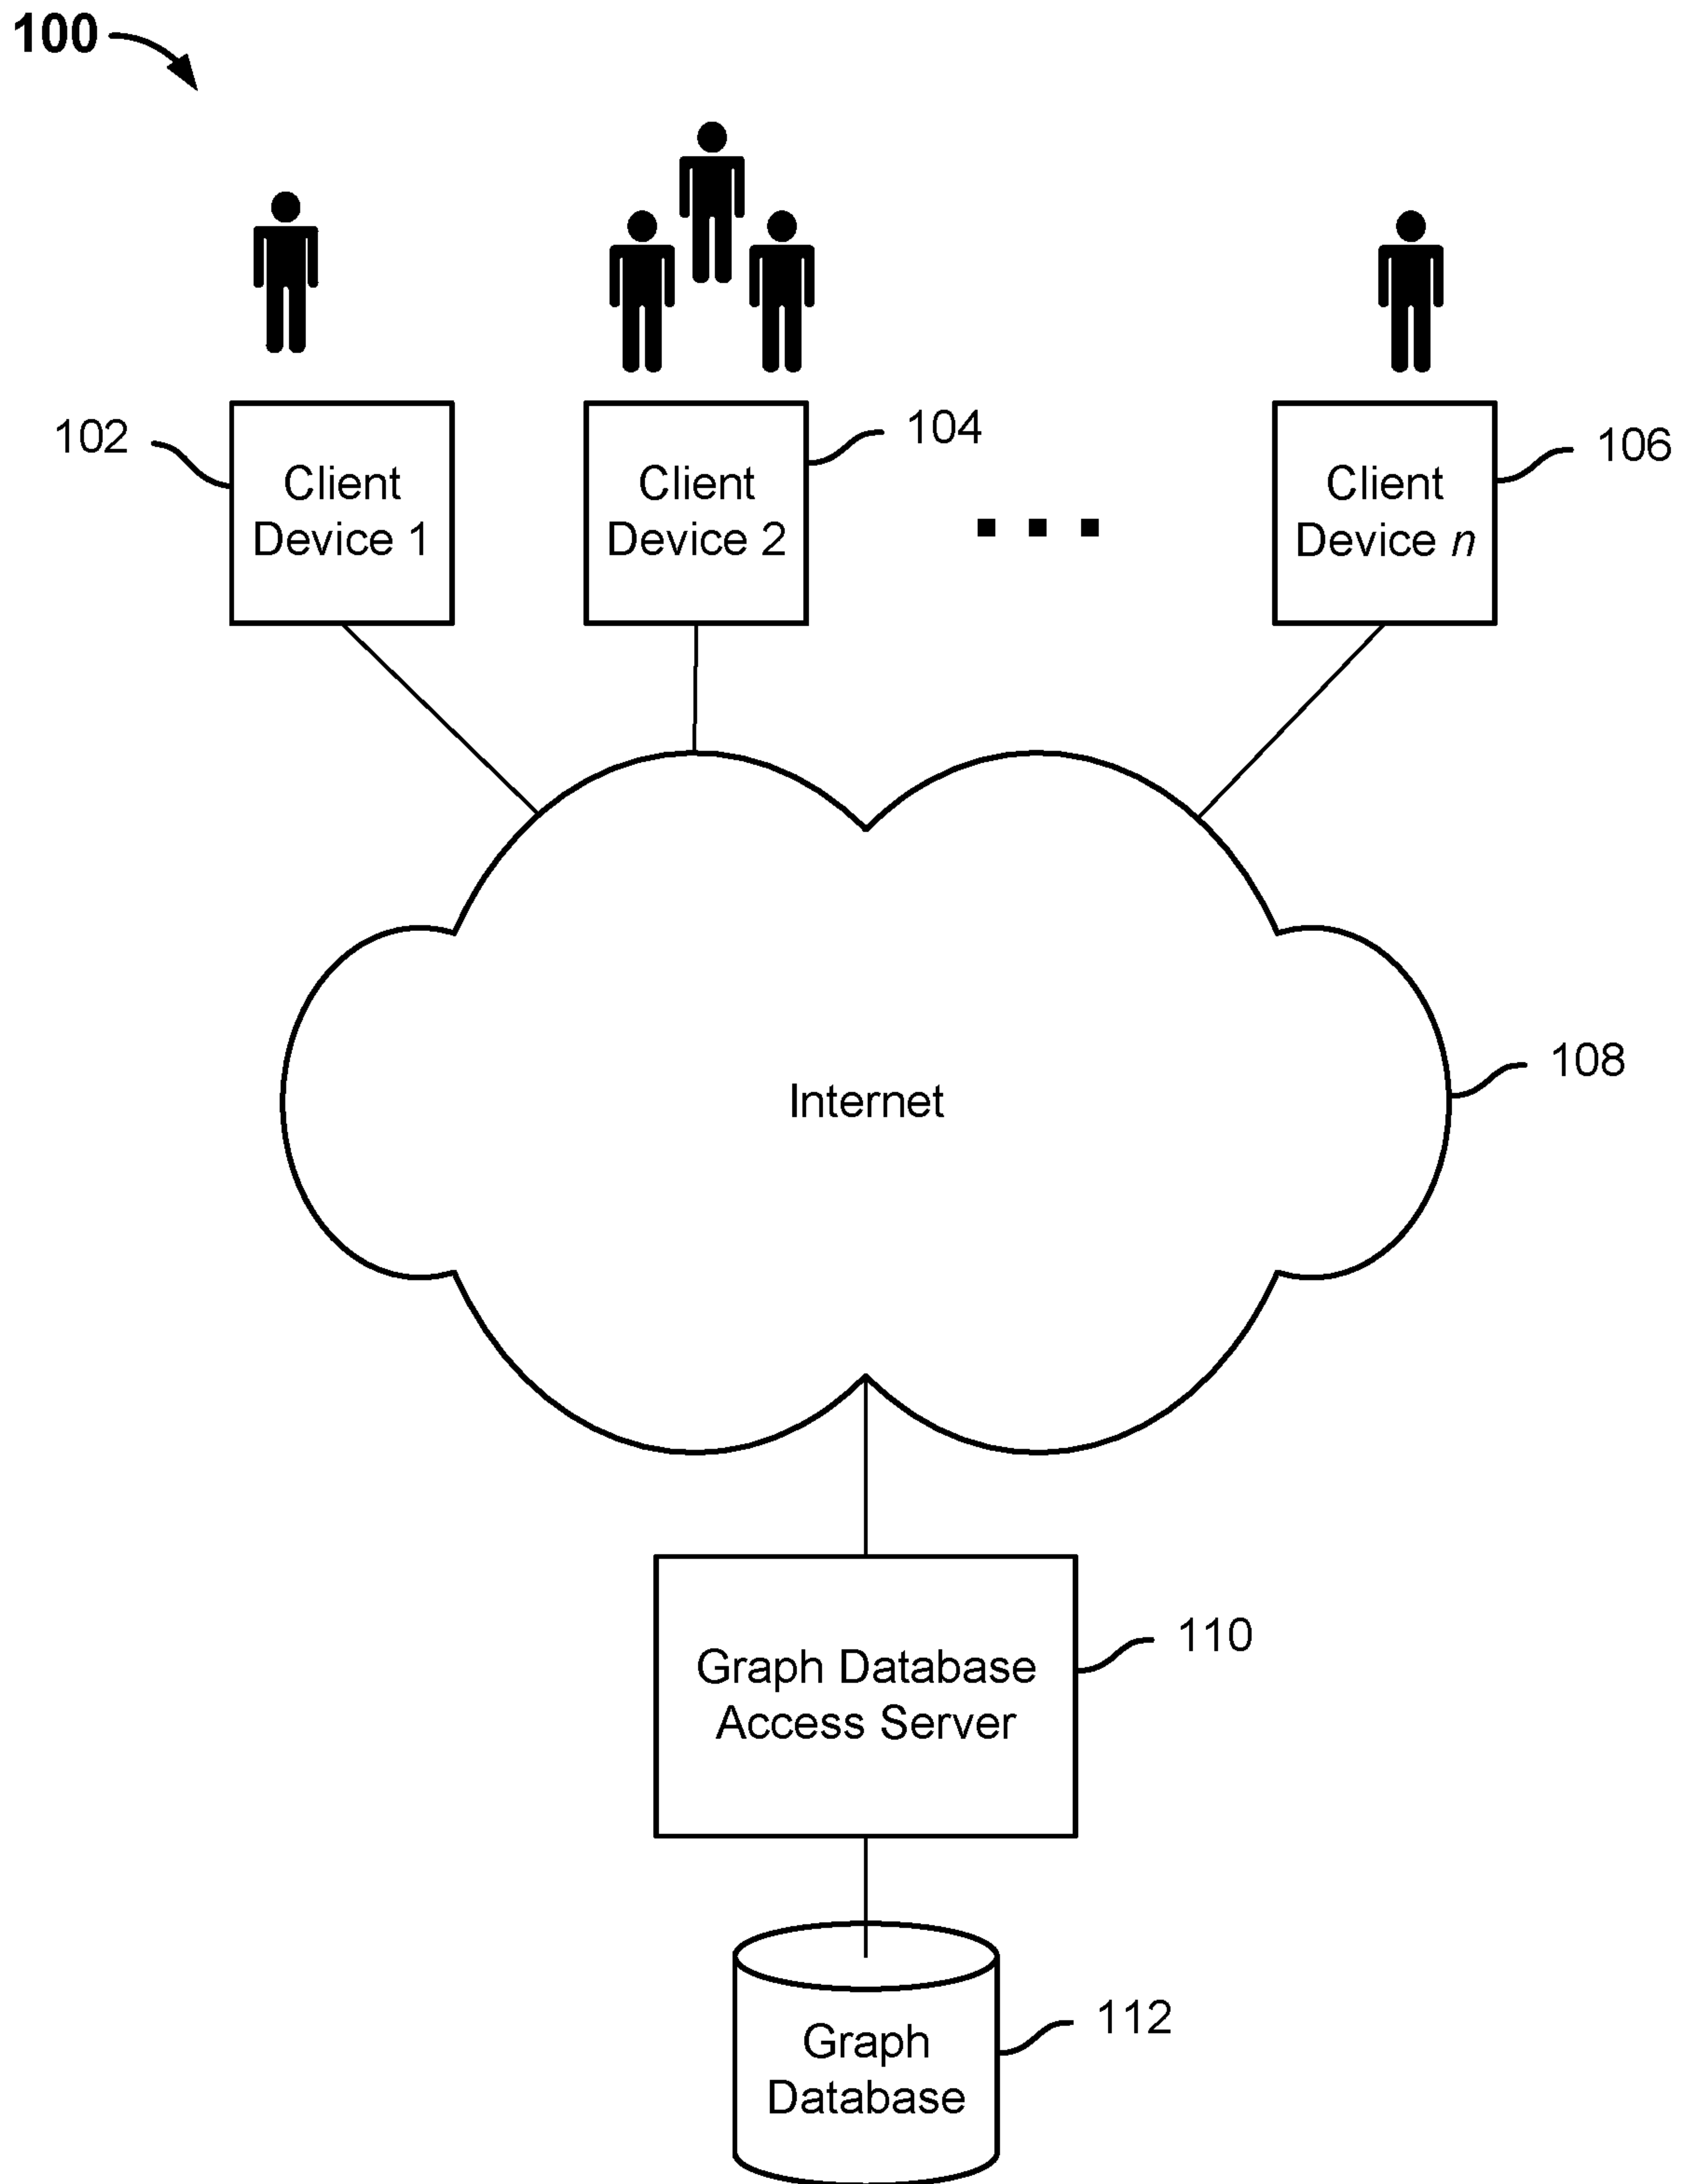 100
102
Client
Device 1
104
Client
Device 2
106
Client
Device n
Internet
108
Graph Database
Access Server
110
Graph
Database
112